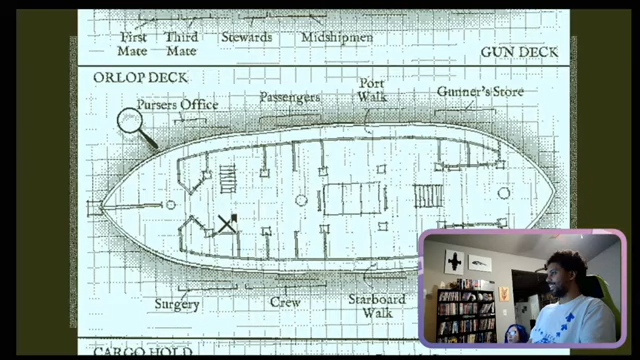 First Mate
Third Mate
Stewards
Midshipmen
GUN DECK
ORLOP DECK
Pursers Office
Passengers
Port Walk
Gunner's Store
Surgery
Crew
Starboard Walk
CARGO HOLD